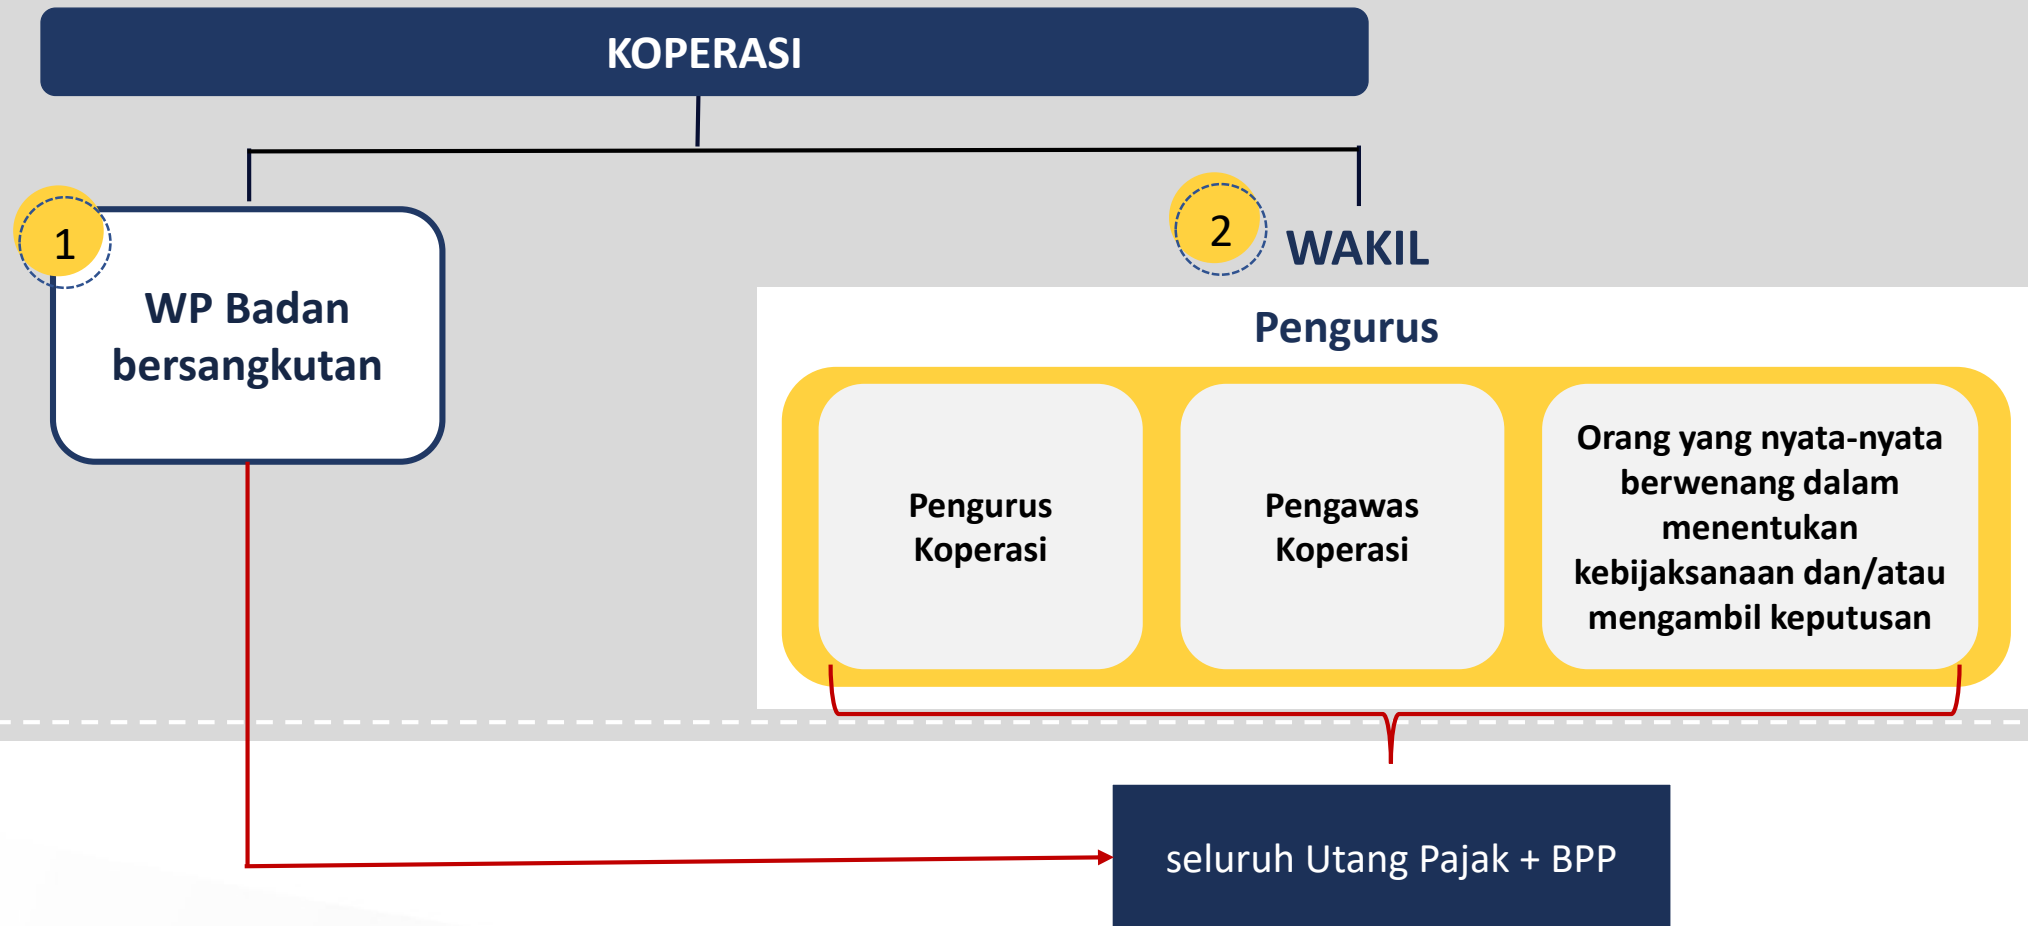 KOPERASI
1
WP Badan
bersangkutan
2
WAKIL
Pengurus
Pengurus
Koperasi
Pengawas
Koperasi
Orang yang nyata-nyata
berwenang dalam
menentukan
kebijaksanaan dan/atau
mengambil keputusan
seluruh Utang Pajak + BPP